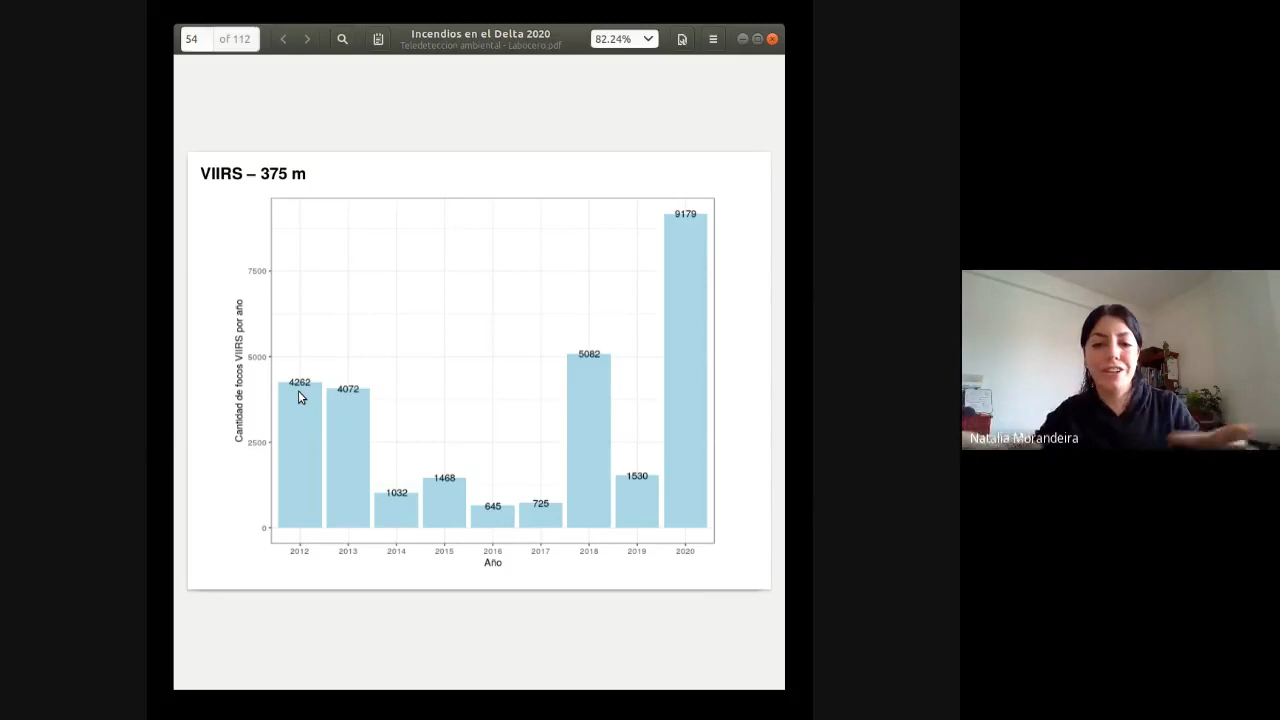 54 of 112
Incendios en el Delta 2020
Teledeteccion ambiental - Labocero.pdf
82.24%
VIIRS – 375 m
Cantidad de focos VIIRS por año
7500
5000
2500
0
4262
4072
1032
1468
645
725
5082
1530
9179
2012 2013 2014 2015 2016 2017 2018 2019 2020
Año
Natalia Morandeira